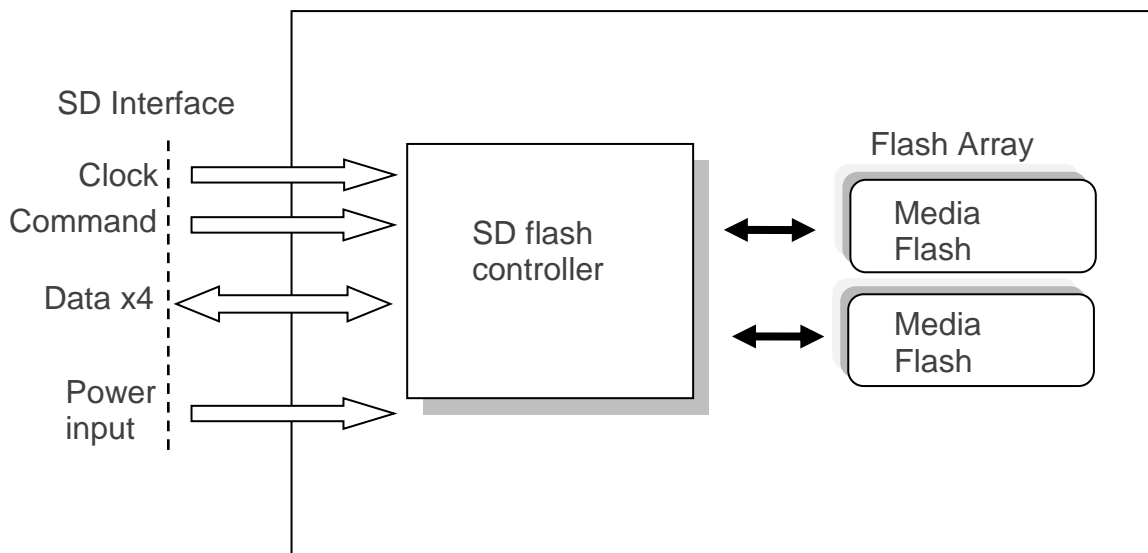 SD Interface
Clock
Command
Data x4
Power
input
SD flash
controller
Flash Array
Media
Flash
Media
Flash